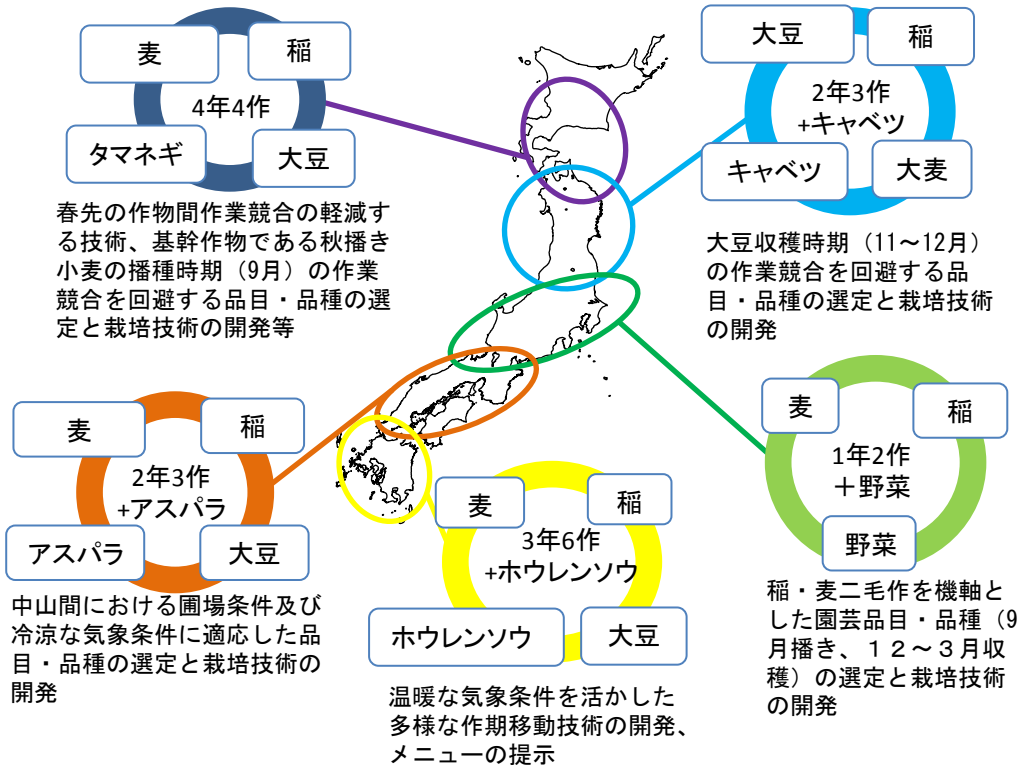 麦
稲
4年4作
タマネギ
大豆
春先の作物間作業競合の軽減す
る技術、基幹作物である秋播き
小麦の播種時期（9月）の作業
競合を回避する品目・品種の選
定と栽培技術の開発等
大豆
稲
2年3作
+キャベツ
キャベツ
大麦
大豆収穫時期（11～12月）
の作業競合を回避する品
目・品種の選定と栽培技術
の開発
麦
稲
2年3作
+アスパラ
アスパラ
大豆
中山間における圃場条件及び
冷涼な気象条件に適応した品
目・品種の選定と栽培技術の
開発
麦
稲
3年6作
+ホウレンソウ
ホウレンソウ
大豆
温暖な気象条件を活かした
多様な作期移動技術の開発、
メニューの提示
麦
稲
1年2作
＋野菜
野菜
稲・麦二毛作を機軸と
した園芸品目・品種（9
月播き、１２～３月収
穫）の選定と栽培技術
の開発